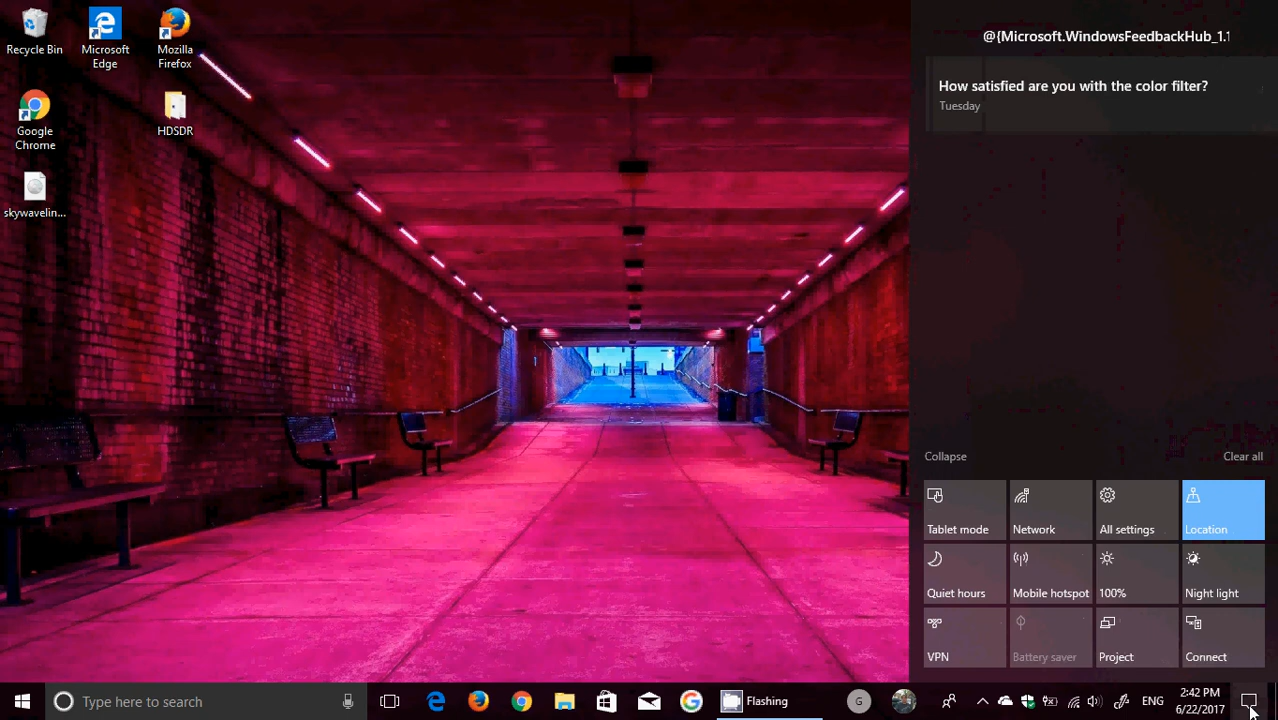 Recycle Bin
Microsoft Edge
Mozilla Firefox
Google Chrome
HDSDR
skywavelin...
@{Microsoft.WindowsFeedbackHub_1.1
How satisfied are you with the color filter?
Tuesday
Collapse
Clear all
Tablet mode
Network
All settings
Location
Quiet hours
Mobile hotspot
100%
Night light
VPN
Battery saver
Project
Connect
Type here to search
Flashing
G
ENG
2:42 PM
6/22/2017